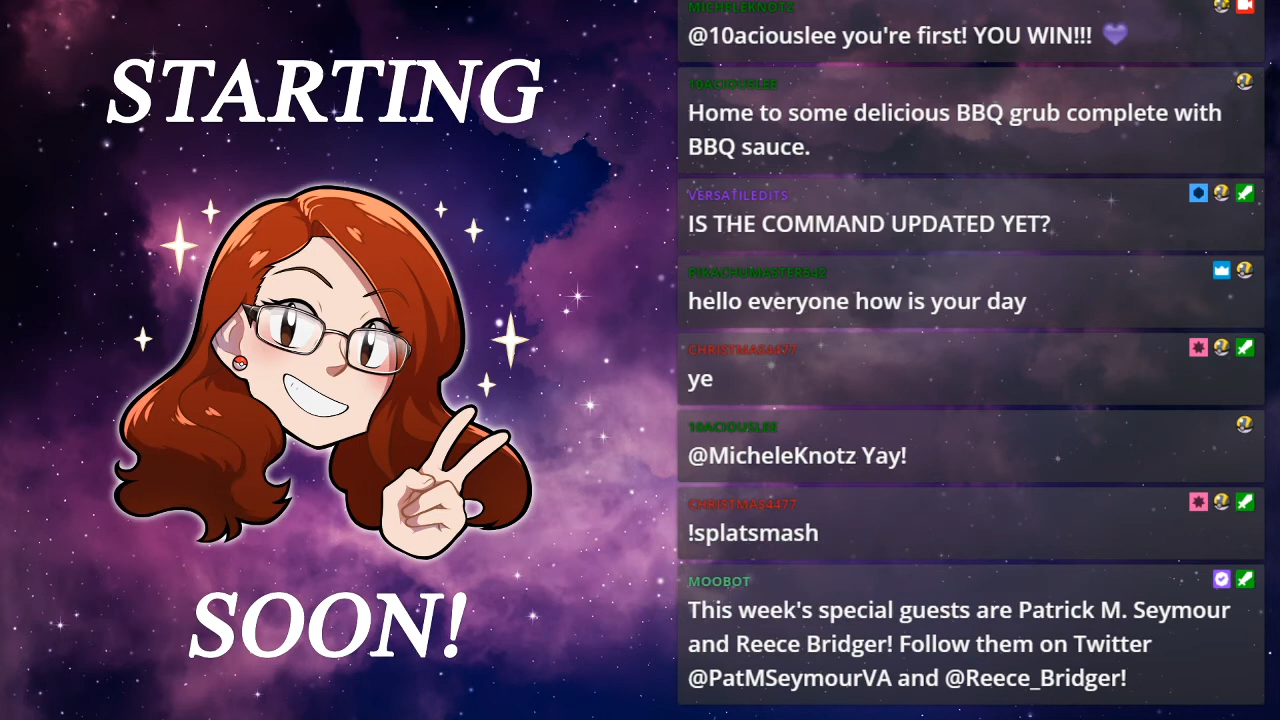 STARTING
SOON!
MICHELEKNOTZ
@10aciouslee you're first! YOU WIN!!! 💜
10ACIOUSLEE
Home to some delicious BBQ grub complete with
BBQ sauce.
VERSATILEDITS
IS THE COMMAND UPDATED YET?
PIKACHUMASTER642
hello everyone how is your day
CHRISTMAS4477
ye
10ACIOUSLEE
@MicheleKnotz Yay!
CHRISTMAS4477
!splatsmash
MOOBOT
This week's special guests are Patrick M. Seymour
and Reece Bridger! Follow them on Twitter
@PatMSeymourVA and @Reece_Bridger!